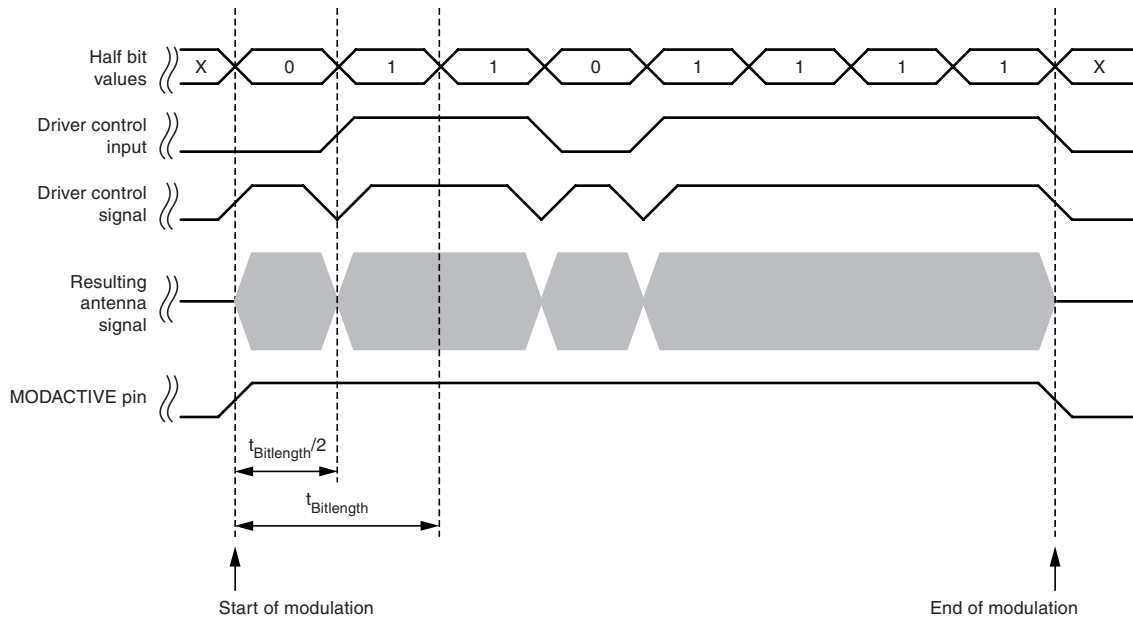 Half bit
values
X 0 1 1 0 1 1 1 1 X
Driver control
input
Driver control
signal
Resulting
antenna
signal
MODACTIVE pin
tBitlength/2
tBitlength
Start of modulation
End of modulation